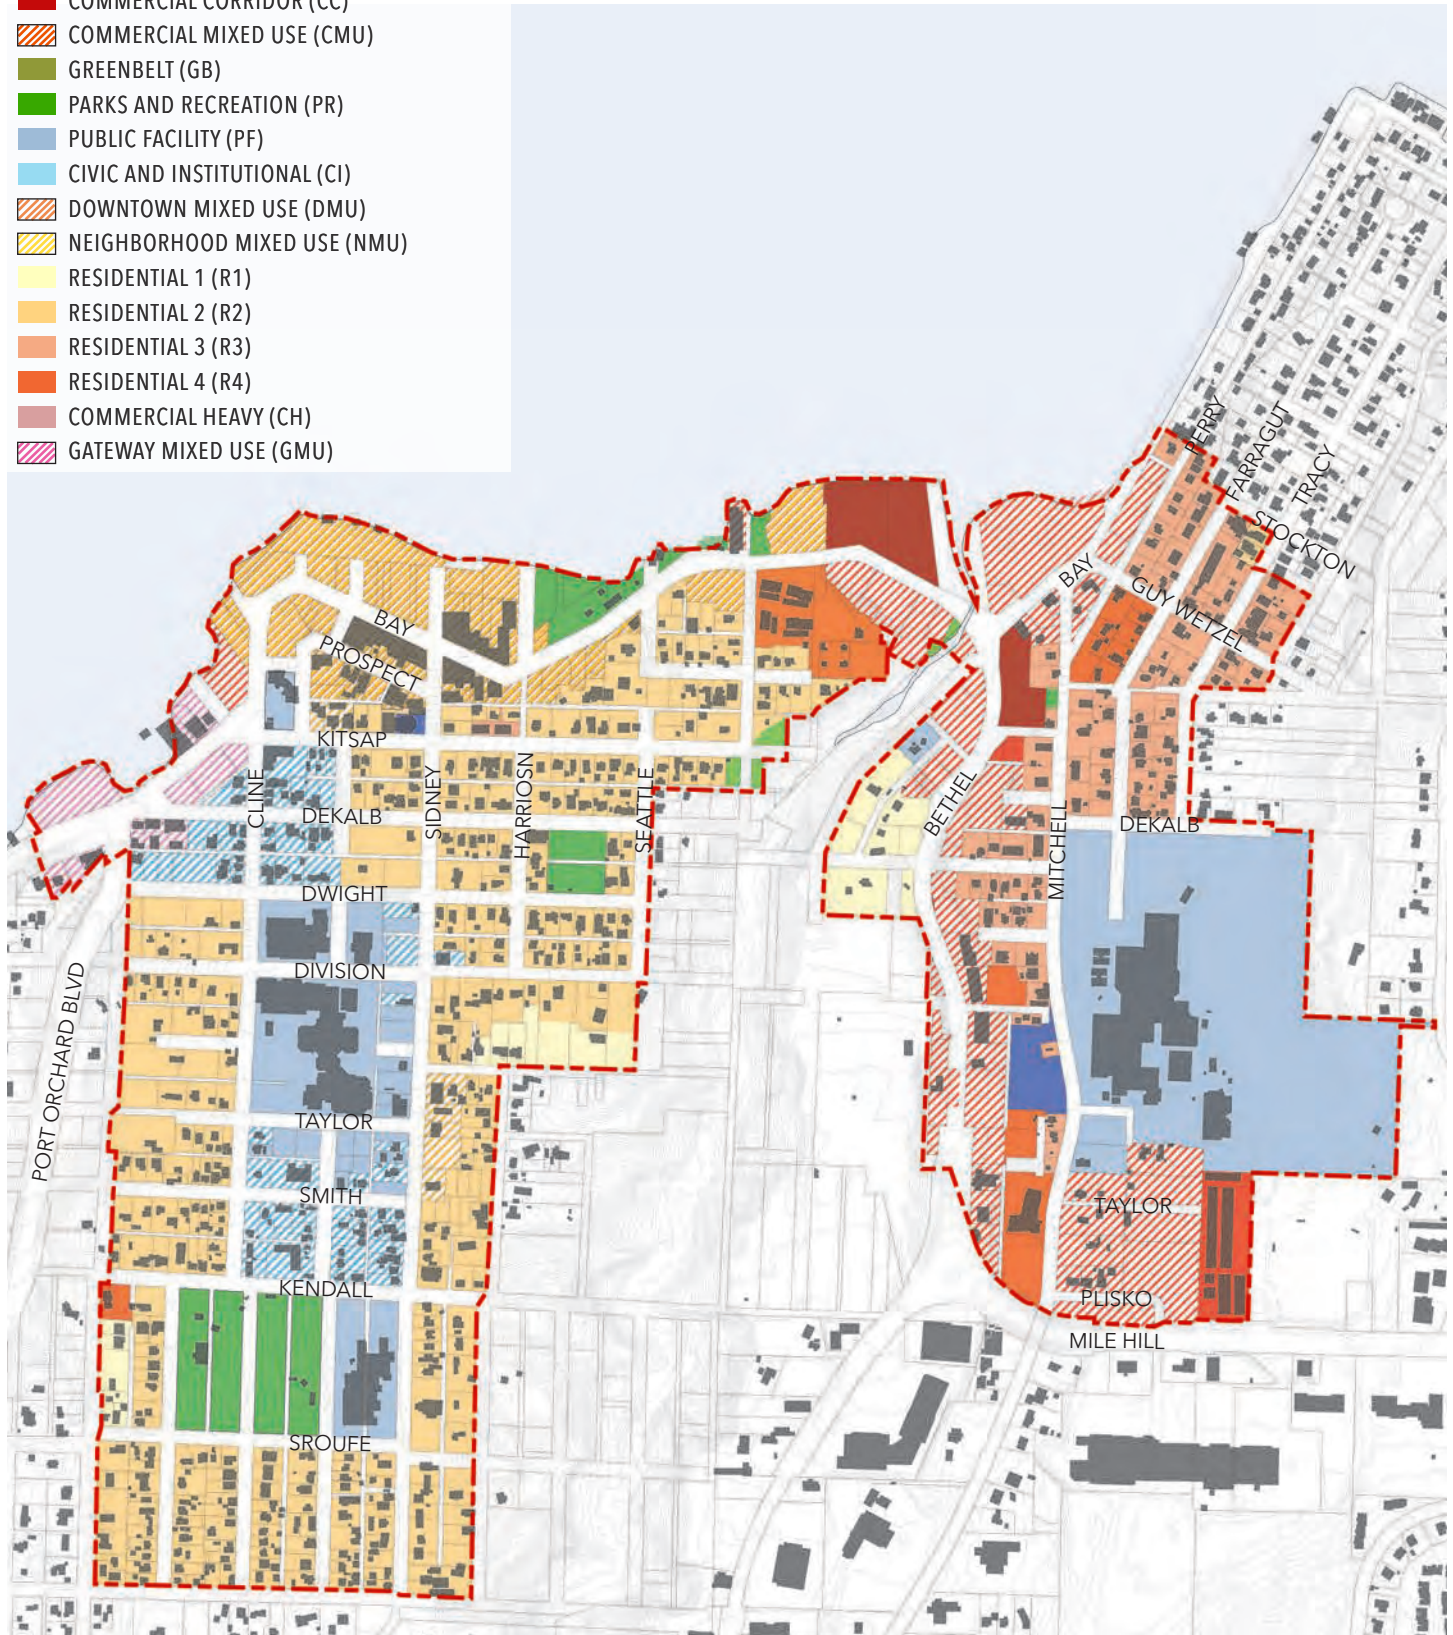 COMMERCIAL CORRIDOR (CC)
COMMERCIAL MIXED USE (CMU)
GREENBELT (GB)
PARKS AND RECREATION (PR)
PUBLIC FACILITY (PF)
CIVIC AND INSTITUTIONAL (CI)
DOWNTOWN MIXED USE (DMU)
NEIGHBORHOOD MIXED USE (NMU)
RESIDENTIAL 1 (R1)
RESIDENTIAL 2 (R2)
RESIDENTIAL 3 (R3)
RESIDENTIAL 4 (R4)
COMMERCIAL HEAVY (CH)
GATEWAY MIXED USE (GMU)
PERRY
FARRAGUT
TRACY
STOCKTON
BAY
GUY WETZEL
BAY
PROSPECT
KITSAP
CLINE
SIDNEY
HARRIOSN
SEATTLE
DEKALB
BETHEL
MITCHELL
DEKALB
DWIGHT
DIVISION
PORT ORCHARD BLVD
TAYLOR
SMITH
TAYLOR
KENDALL
PLISKO
MILE HILL
SROUFE